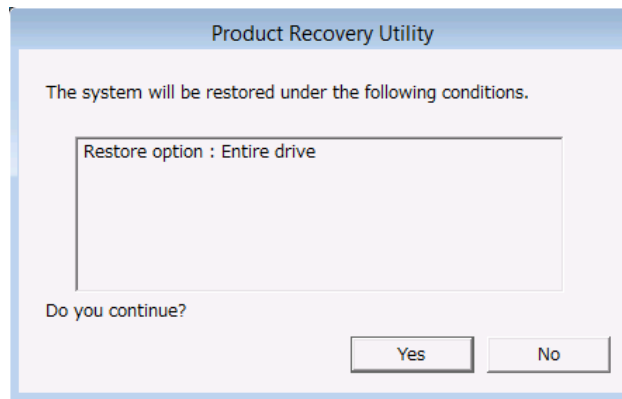 Product Recovery Utility
The system will be restored under the following conditions.
Restore option : Entire drive
Do you continue?
Yes
No